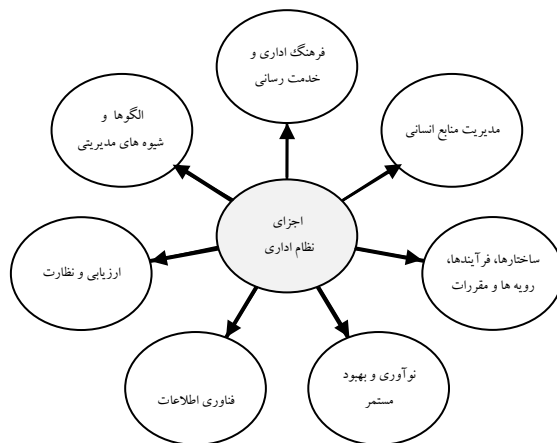 فرهنگ اداری و
خدمت رسانی
مدیریت منابع انسانی
الگوها و
شیوه های مدیریتی
اجزای
نظام اداری
ساختارها، فرآیندها،
رویه ها و مقررات
ارزیابی و نظارت
نوآوری و بهبود
مستمر
فناوری اطلاعات